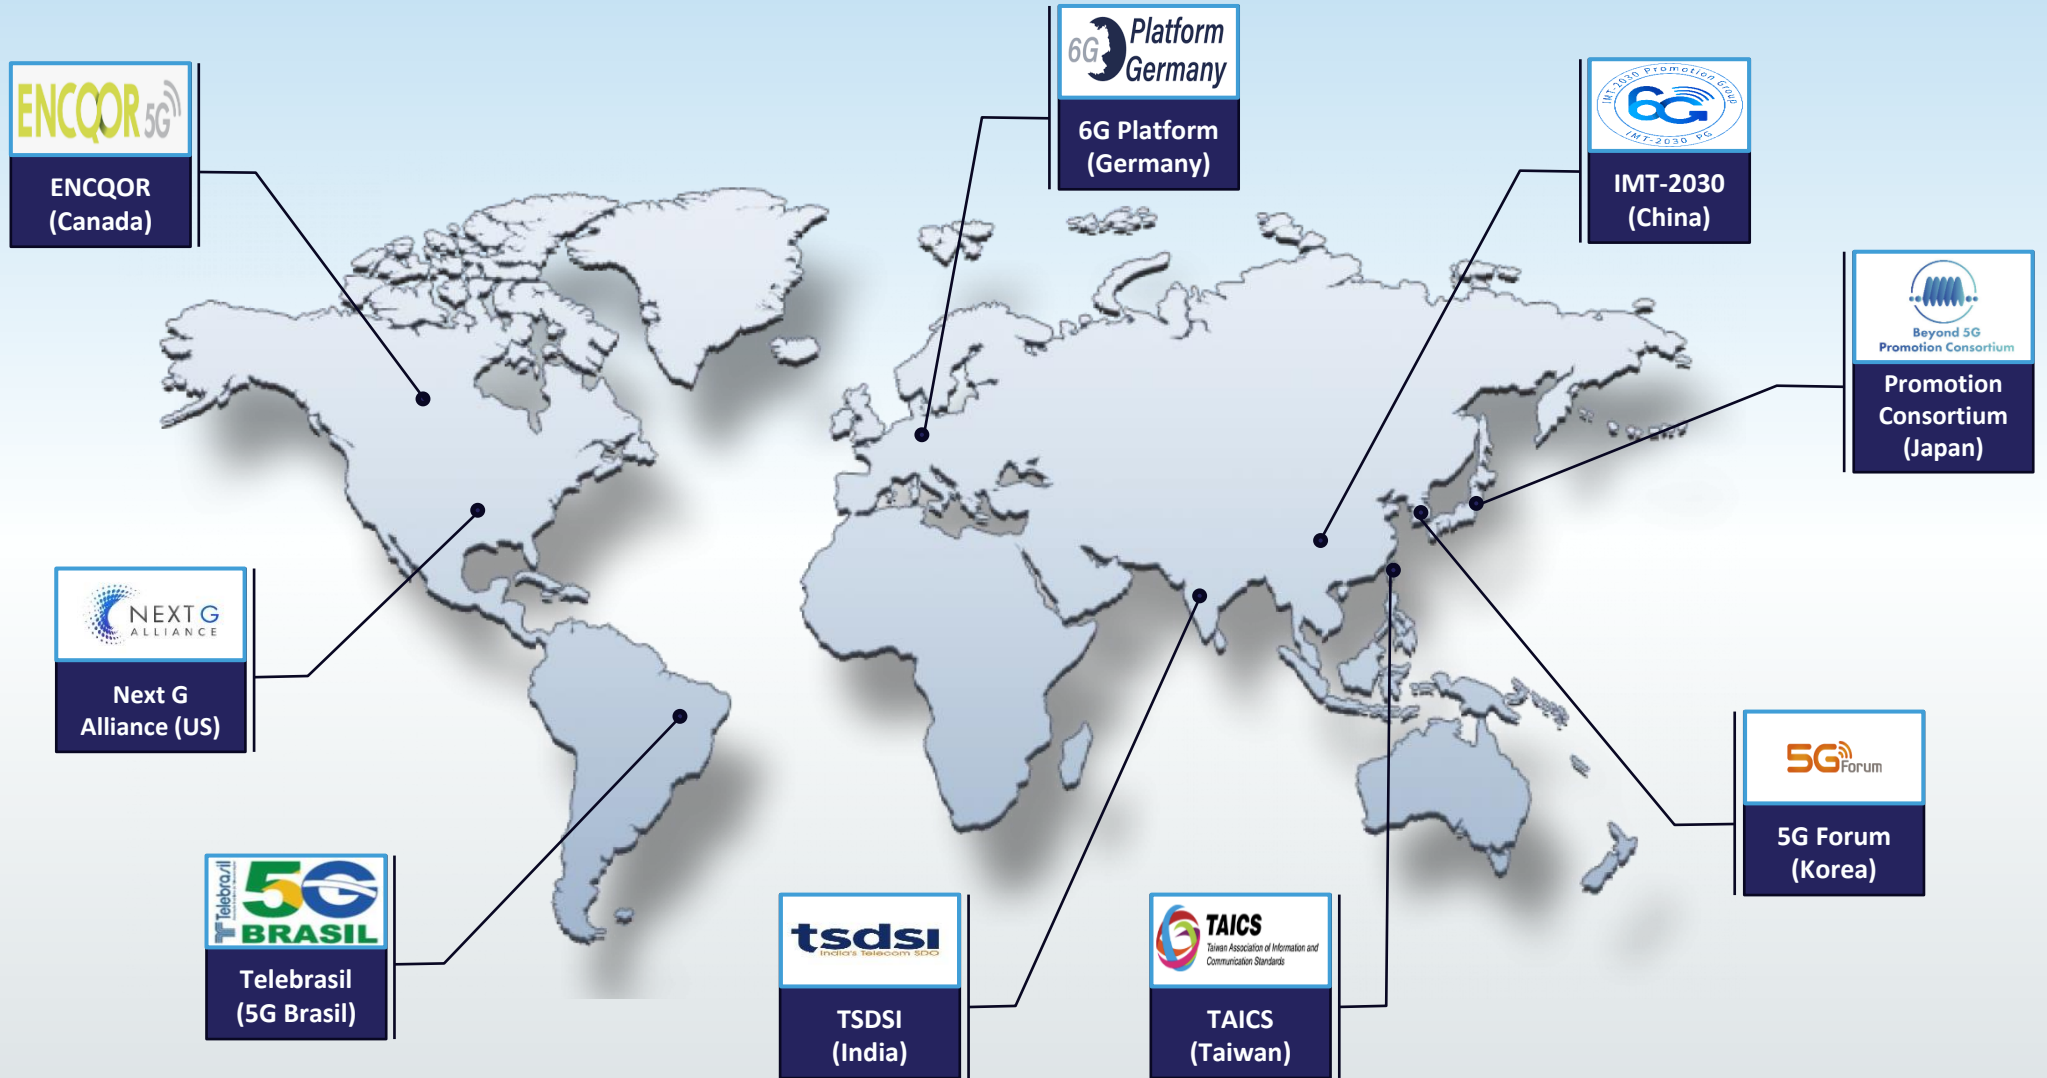 6G Platform
Germany
6G Platform
(Germany)
ENCQOR 5G
ENCQOR
(Canada)
IMT-2030 Promotion Group
6G
IMT-2030 PG
IMT-2030
(China)
Beyond 5G
Promotion Consortium
Promotion
Consortium
(Japan)
NEXT G
ALLIANCE
Next G
Alliance (US)
5G Forum
5G Forum
(Korea)
Telebrasil
5G
BRASIL
Telebrasil
(5G Brasil)
tsdsi
India's Telecom SDO
TSDSI
(India)
TAICS
Taiwan Association of Information and
Communication Standards
TAICS
(Taiwan)